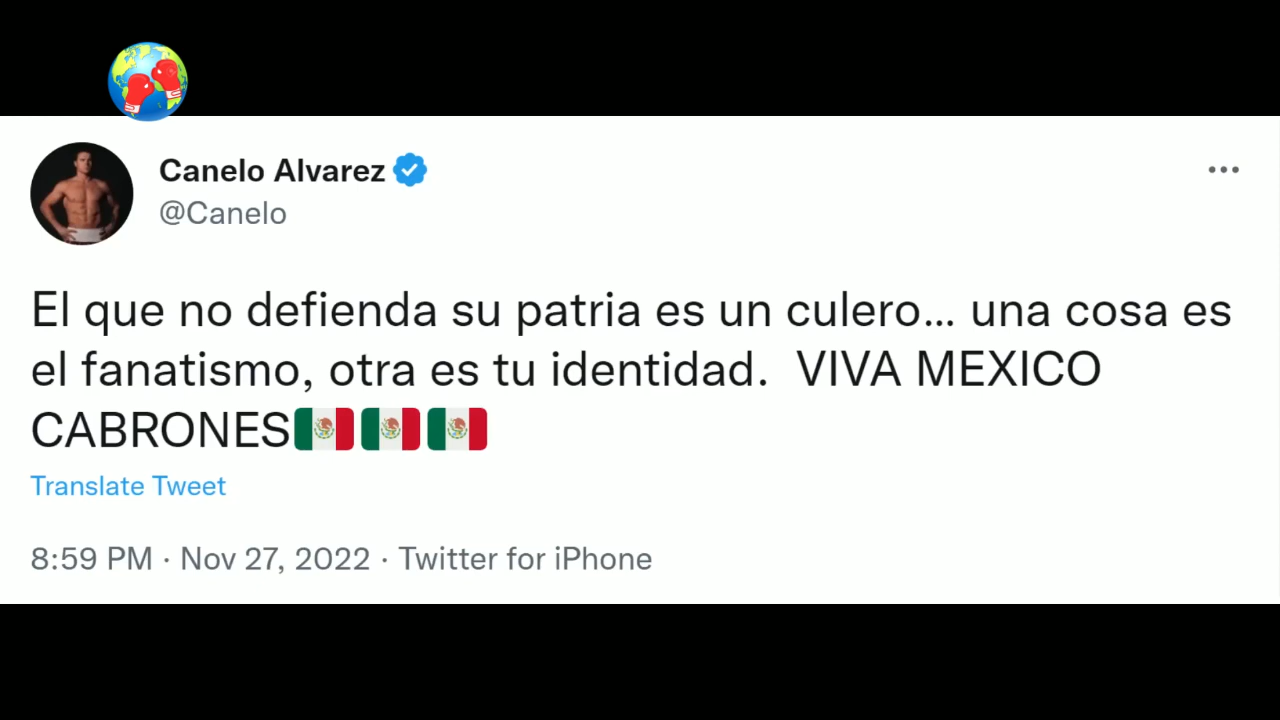 Canelo Alvarez
@Canelo
El que no defienda su patria es un culero... una cosa es
el fanatismo, otra es tu identidad.  VIVA MEXICO
CABRONES🇲🇽🇲🇽🇲🇽
Translate Tweet
8:59 PM · Nov 27, 2022 · Twitter for iPhone